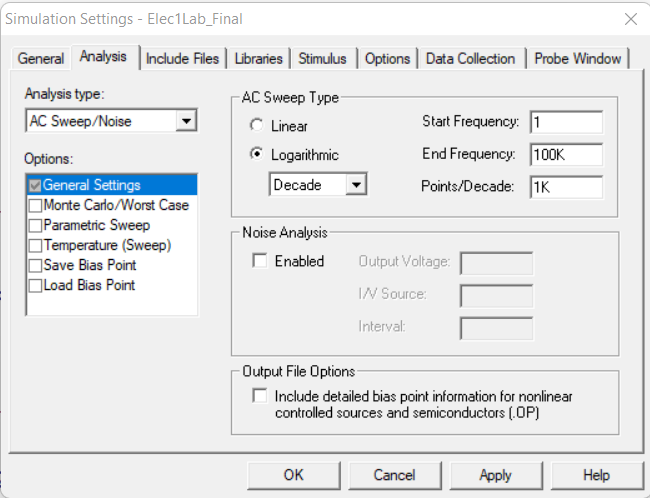 Simulation Settings - Elec1Lab_Final
General Analysis Include Files Libraries Stimulus Options Data Collection Probe Window
Analysis type:
AC Sweep/Noise
Options:
General Settings
Monte Carlo/Worst Case
Parametric Sweep
Temperature (Sweep)
Save Bias Point
Load Bias Point
AC Sweep Type
Linear
Logarithmic
Decade
Start Frequency: 1
End Frequency: 100K
Points/Decade: 1K
Noise Analysis
Enabled
Output Voltage:
I/V Source:
Interval:
Output File Options
Include detailed bias point information for nonlinear
controlled sources and semiconductors (.OP)
OK Cancel Apply Help